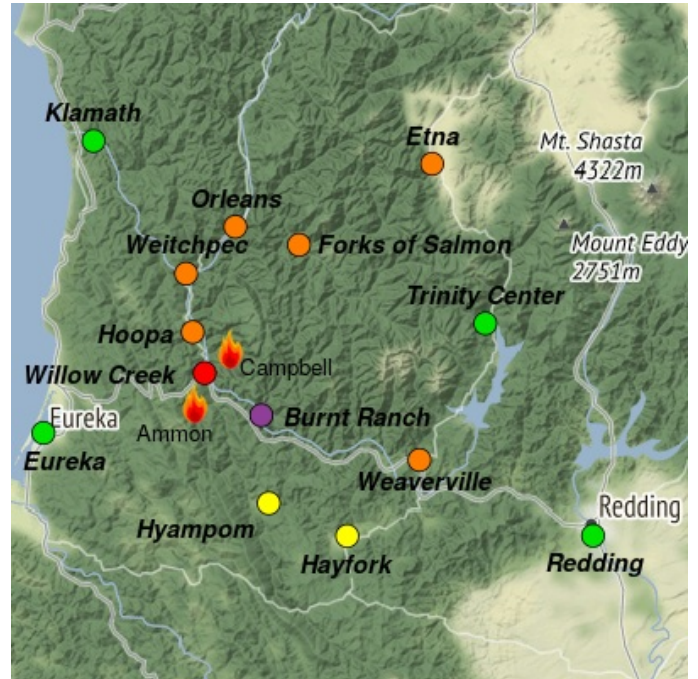 Klamath
Etna
Mt. Shasta
4322m
Orleans
Weitchpec
Forks of Salmon
Mount Eddy
2751m
Trinity Center
Hoopa
Campbell
Willow Creek
Eureka
Burnt Ranch
Ammon
Eureka
Weaverville
Redding
Hyampom
Hayfork
Redding